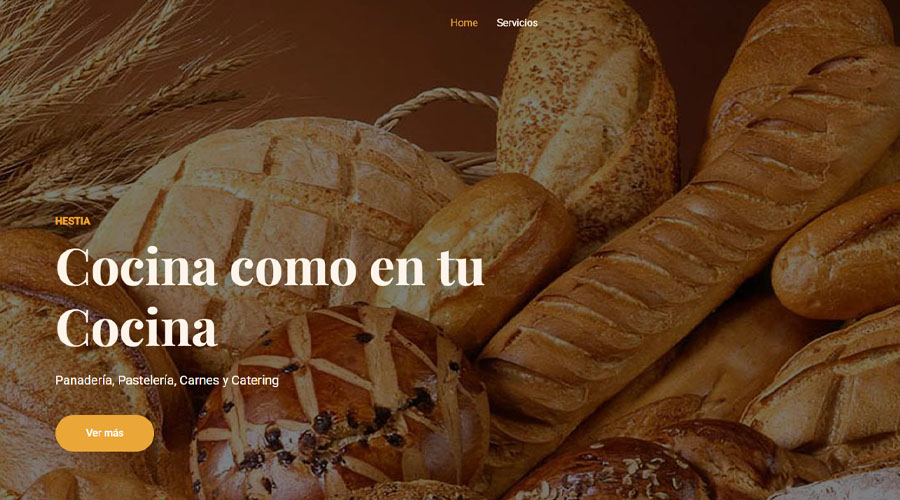 Home Servicios
HESTIA
Cocina como en tu
Cocina
Panadería, Pastelería, Carnes y Catering
Ver más